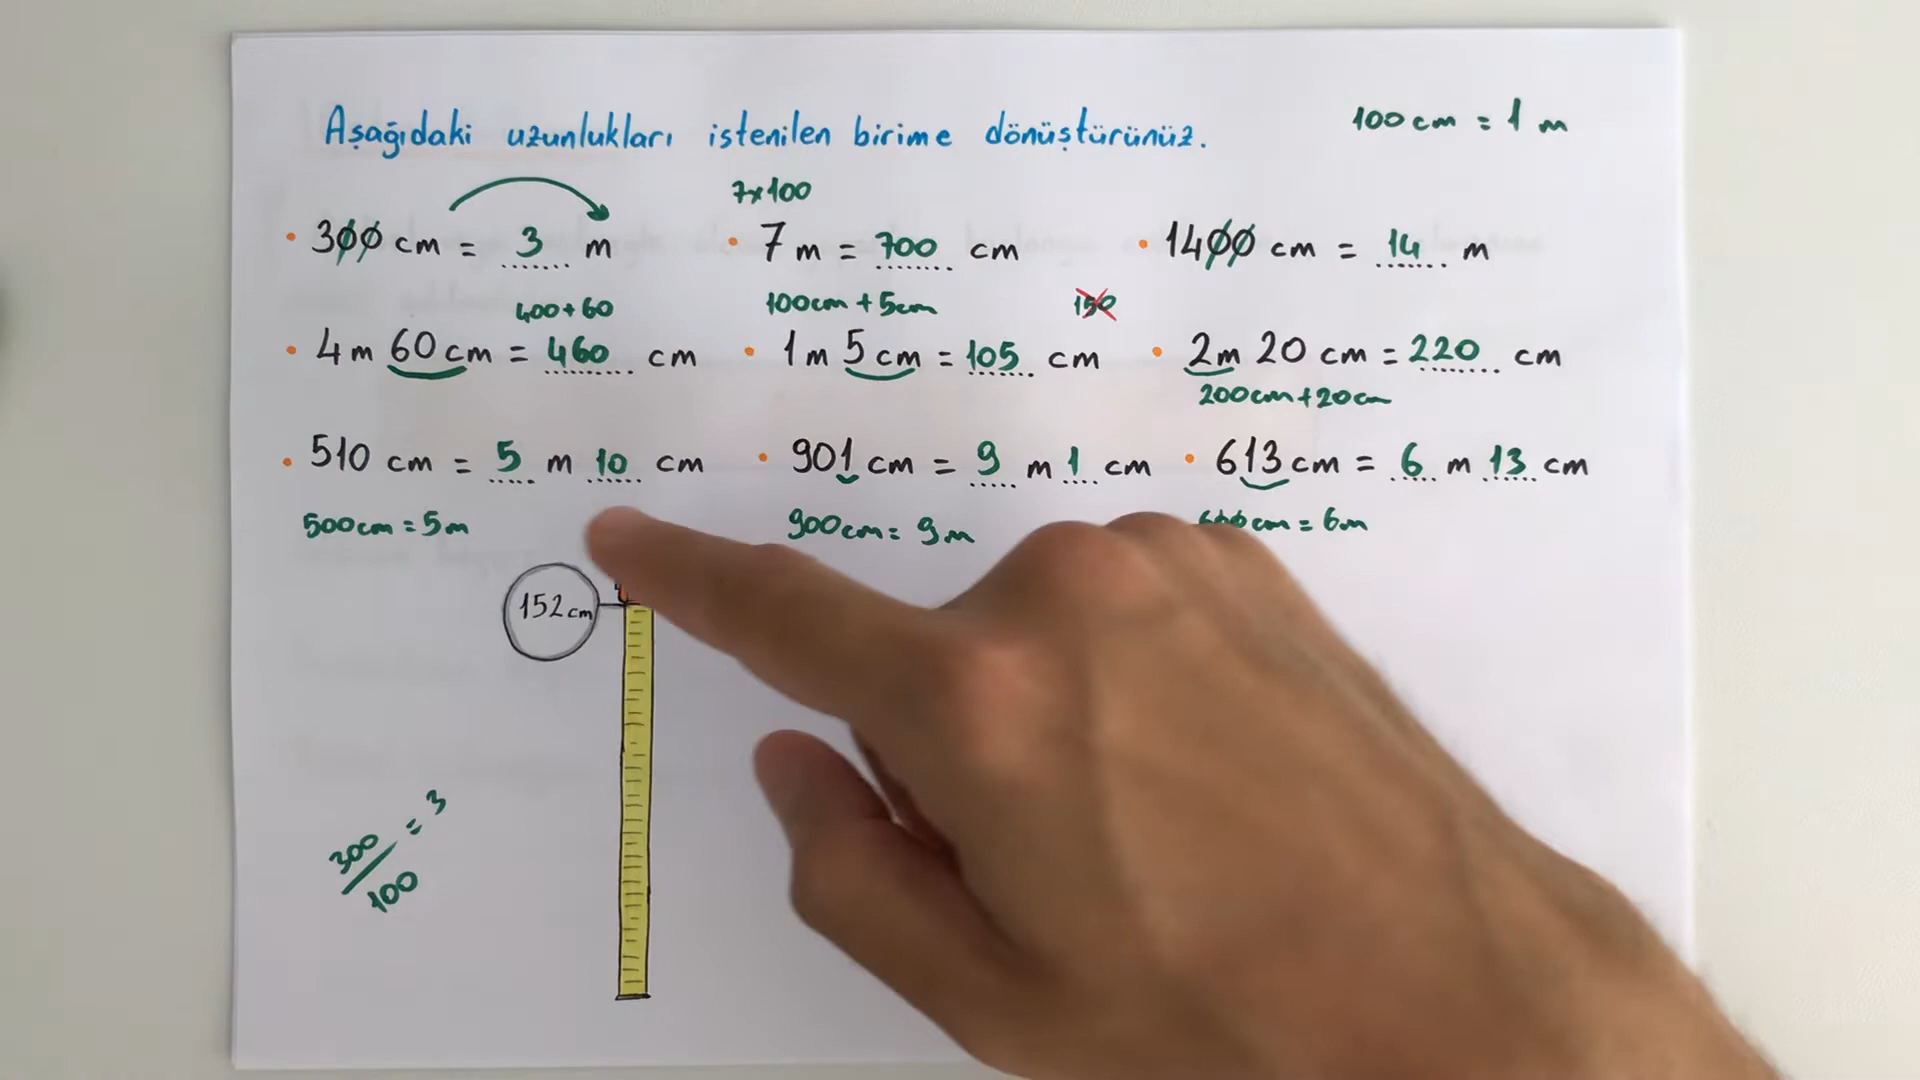 Aşağıdaki uzunlukları istenilen birime dönüştürünüz.
100 cm = 1 m
7x100
• 300 cm = 3 m
• 7 m = 700 cm
• 1400 cm = 14 m
400+60
100cm + 5cm
150
• 4 m 60 cm = 460 cm
• 1 m 5 cm = 105 cm
• 2m 20 cm = 220 cm
200cm+20cm
• 510 cm = 5 m 10 cm
• 901 cm = 9 m 1 cm
• 613 cm = 6 m 13 cm
500cm = 5m
900cm = 9m
600cm = 6m
152 cm
300/100 = 3